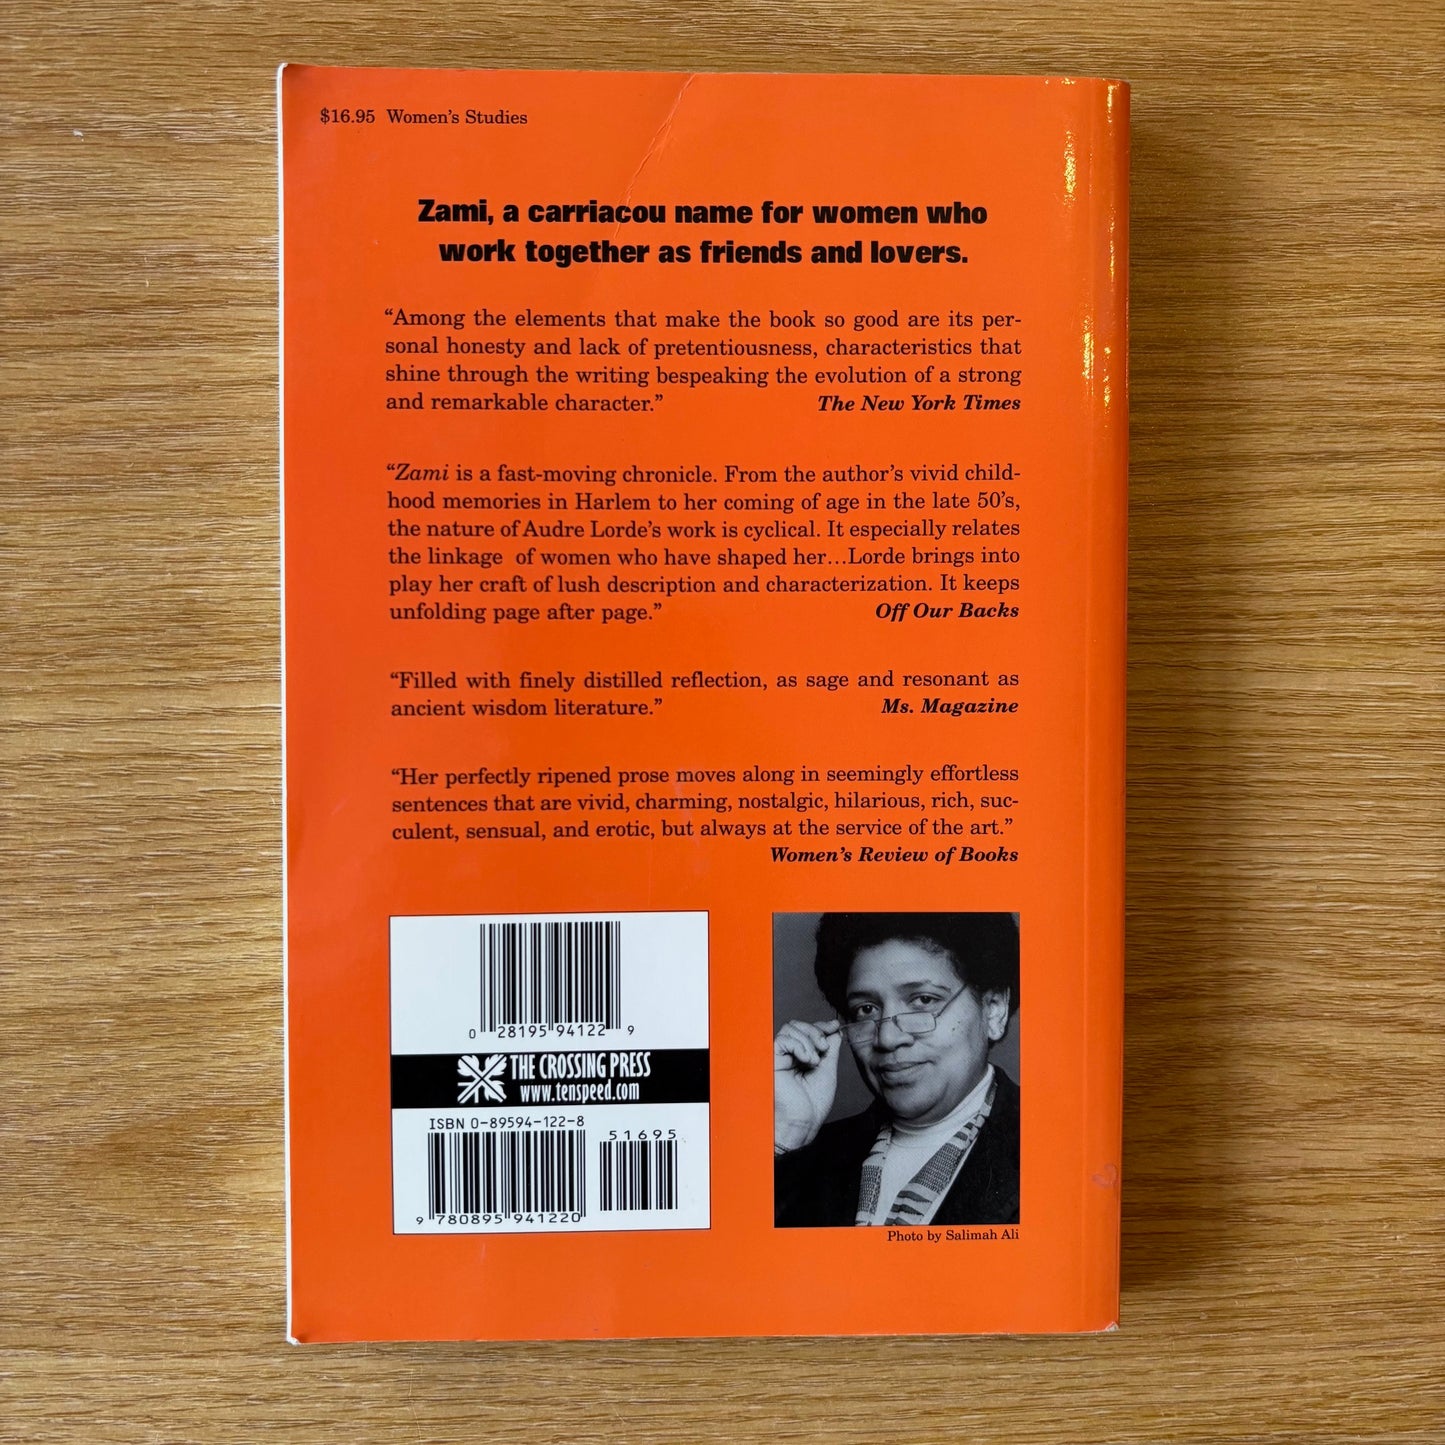 $16.95 Women's Studies
Zami, a carriacou name for women who
work together as friends and lovers.
“Among the elements that make the book so good are its per-
sonal honesty and lack of pretentiousness, characteristics that
shine through the writing bespeaking the evolution of a strong
and remarkable character.” The New York Times
“Zami is a fast-moving chronicle. From the author's vivid child-
hood memories in Harlem to her coming of age in the late 50's,
the nature of Audre Lorde's work is cyclical. It especially relates
the linkage of women who have shaped her…Lorde brings into
play her craft of lush description and characterization. It keeps
unfolding page after page.” Off Our Backs
“Filled with finely distilled reflection, as sage and resonant as
ancient wisdom literature.” Ms. Magazine
“Her perfectly ripened prose moves along in seemingly effortless
sentences that are vivid, charming, nostalgic, hilarious, rich, suc-
culent, sensual, and erotic, but always at the service of the art.”
Women's Review of Books
0 28195 94122 9
THE CROSSING PRESS
www.tenspeed.com
ISBN 0-89594-122-8
51695
9 780895 941220
Photo by Salimah Ali